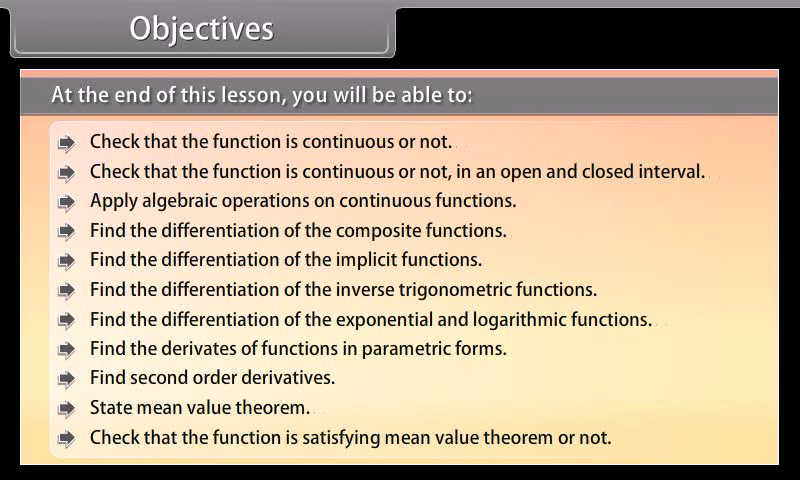 Objectives
At the end of this lesson, you will be able to:
Check that the function is continuous or not.
Check that the function is continuous or not, in an open and closed interval.
Apply algebraic operations on continuous functions.
Find the differentiation of the composite functions.
Find the differentiation of the implicit functions.
Find the differentiation of the inverse trigonometric functions.
Find the differentiation of the exponential and logarithmic functions.
Find the derivates of functions in parametric forms.
Find second order derivatives.
State mean value theorem.
Check that the function is satisfying mean value theorem or not.